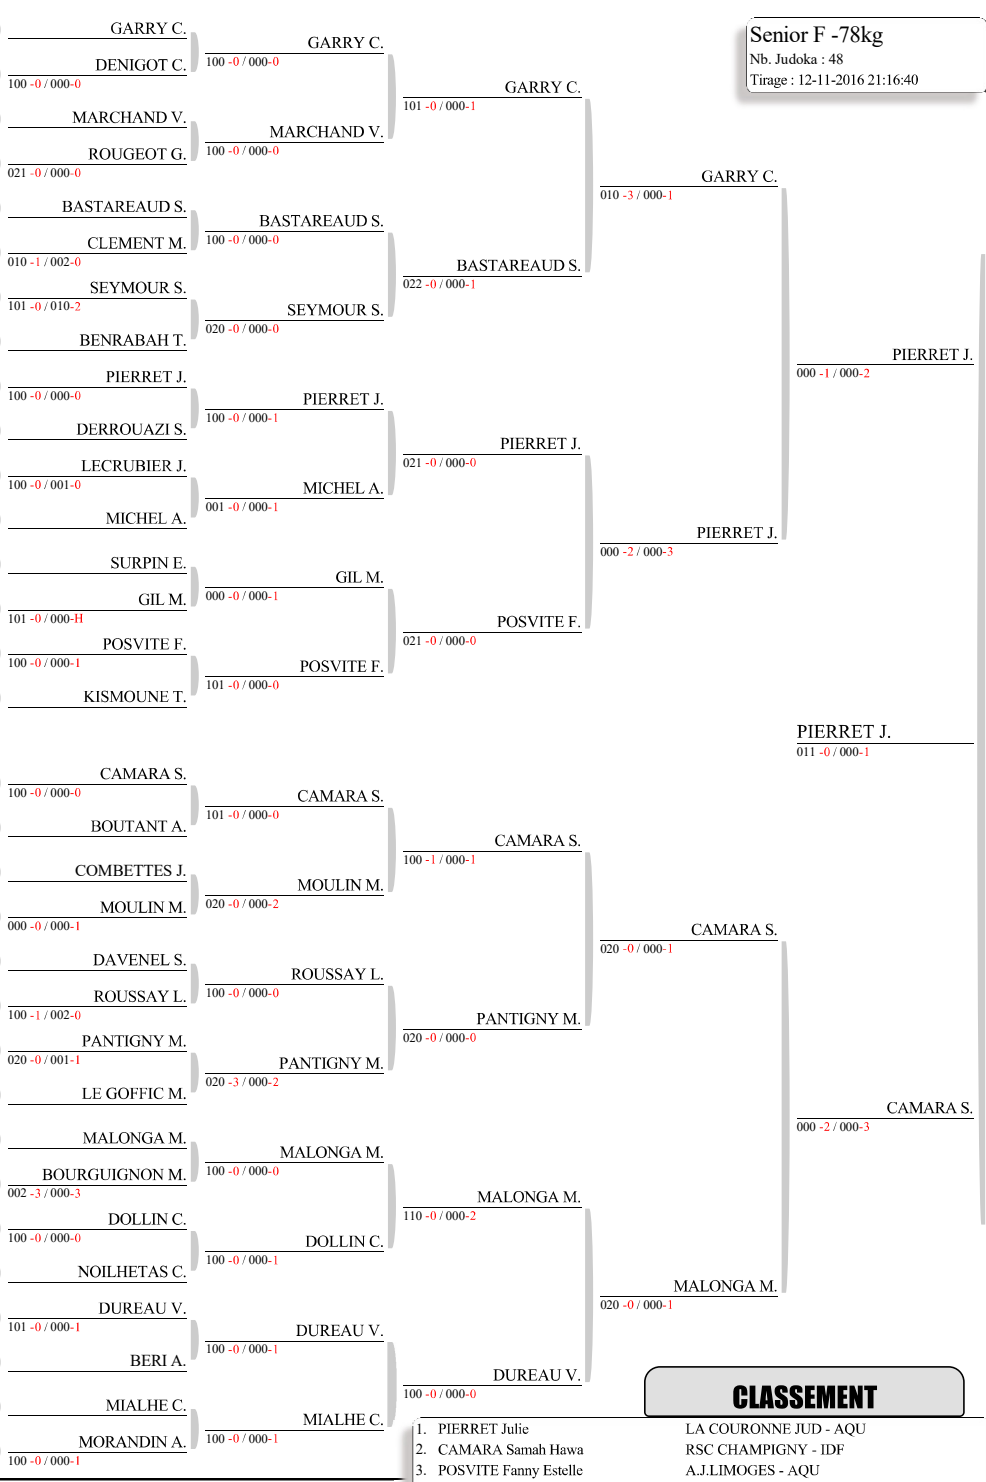 Senior F -78kg
Nb. Judoka : 48
Tirage : 12-11-2016 21:16:40
GARRY C.
DENIGOT C.
100 -0 / 000-0
MARCHAND V.
ROUGEOT G.
021 -0 / 000-0
BASTAREAUD S.
CLEMENT M.
010 -1 / 002-0
SEYMOUR S.
101 -0 / 010-2
BENRABAH T.
PIERRET J.
100 -0 / 000-0
DERROUAZI S.
LECRUBIER J.
100 -0 / 001-0
MICHEL A.
SURPIN E.
GIL M.
101 -0 / 000-H
POSVITE F.
100 -0 / 000-1
KISMOUNE T.
CAMARA S.
100 -0 / 000-0
BOUTANT A.
COMBETTES J.
MOULIN M.
000 -0 / 000-1
DAVENEL S.
ROUSSAY L.
100 -1 / 002-0
PANTIGNY M.
020 -0 / 001-1
LE GOFFIC M.
MALONGA M.
BOURGUIGNON M.
002 -3 / 000-3
DOLLIN C.
100 -0 / 000-0
NOILHETAS C.
DUREAU V.
101 -0 / 000-1
BERI A.
MIALHE C.
MORANDIN A.
100 -0 / 000-1
GARRY C.
100 -0 / 000-0
MARCHAND V.
100 -0 / 000-0
BASTAREAUD S.
100 -0 / 000-0
SEYMOUR S.
020 -0 / 000-0
PIERRET J.
100 -0 / 000-1
MICHEL A.
001 -0 / 000-1
GIL M.
000 -0 / 000-1
POSVITE F.
101 -0 / 000-0
CAMARA S.
101 -0 / 000-0
MOULIN M.
020 -0 / 000-2
ROUSSAY L.
100 -0 / 000-0
PANTIGNY M.
020 -3 / 000-2
MALONGA M.
100 -0 / 000-0
DOLLIN C.
100 -0 / 000-1
DUREAU V.
100 -0 / 000-1
MIALHE C.
100 -0 / 000-1
GARRY C.
101 -0 / 000-1
BASTAREAUD S.
022 -0 / 000-1
PIERRET J.
021 -0 / 000-0
POSVITE F.
021 -0 / 000-0
CAMARA S.
100 -1 / 000-1
PANTIGNY M.
020 -0 / 000-0
MALONGA M.
110 -0 / 000-2
DUREAU V.
100 -0 / 000-0
GARRY C.
010 -3 / 000-1
PIERRET J.
000 -2 / 000-3
CAMARA S.
020 -0 / 000-1
MALONGA M.
020 -0 / 000-1
PIERRET J.
000 -1 / 000-2
PIERRET J.
011 -0 / 000-1
CAMARA S.
000 -2 / 000-3
CLASSEMENT
1. PIERRET Julie LA COURONNE JUD - AQU
2. CAMARA Samah Hawa RSC CHAMPIGNY - IDF
3. POSVITE Fanny Estelle A.J.LIMOGES - AQU